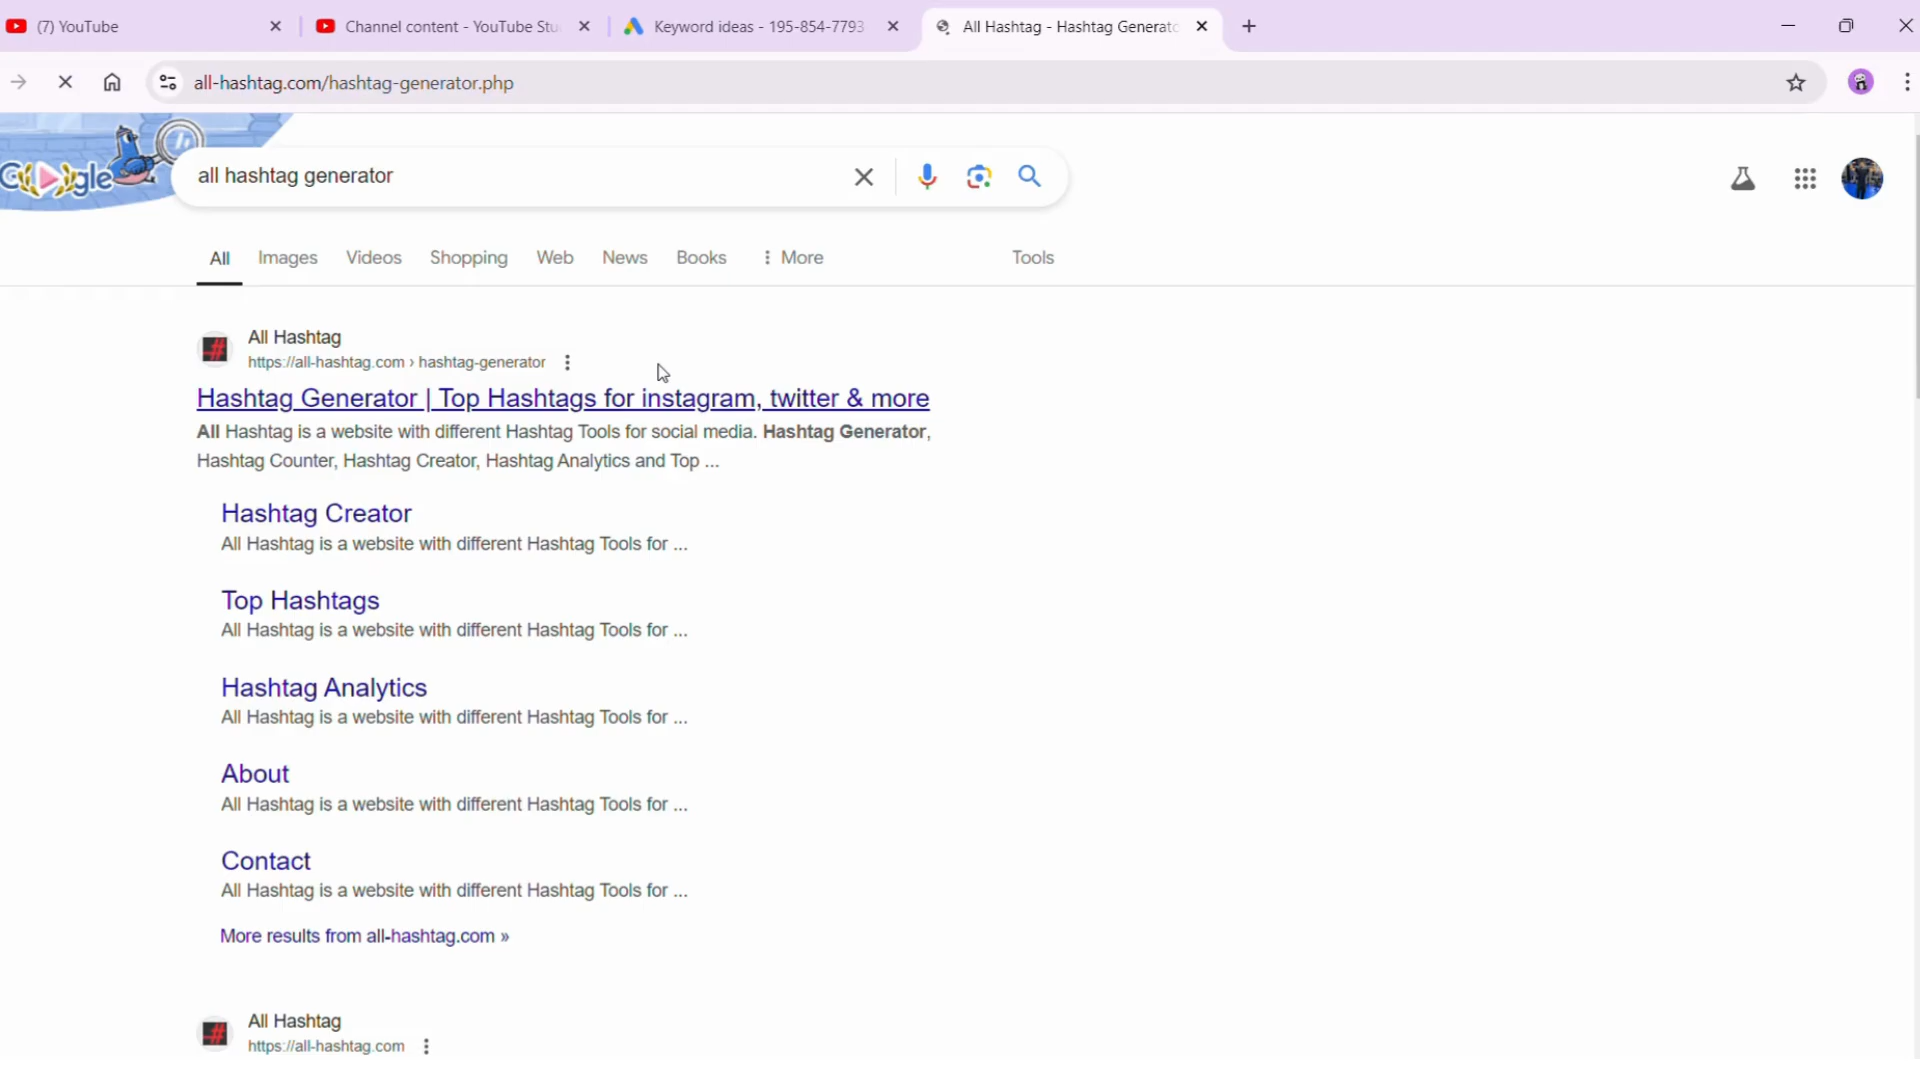 (7) YouTube
Channel content - YouTube Stu
Keyword ideas - 195-854-7793
All Hashtag - Hashtag Generato
all-hashtag.com/hashtag-generator.php
Google
all hashtag generator
All
Images
Videos
Shopping
Web
News
Books
More
Tools
All Hashtag
https://all-hashtag.com › hashtag-generator
Hashtag Generator | Top Hashtags for instagram, twitter & more
All Hashtag is a website with different Hashtag Tools for social media. Hashtag Generator,
Hashtag Counter, Hashtag Creator, Hashtag Analytics and Top ...
Hashtag Creator
All Hashtag is a website with different Hashtag Tools for ...
Top Hashtags
All Hashtag is a website with different Hashtag Tools for ...
Hashtag Analytics
All Hashtag is a website with different Hashtag Tools for ...
About
All Hashtag is a website with different Hashtag Tools for ...
Contact
All Hashtag is a website with different Hashtag Tools for ...
More results from all-hashtag.com »
All Hashtag
https://all-hashtag.com